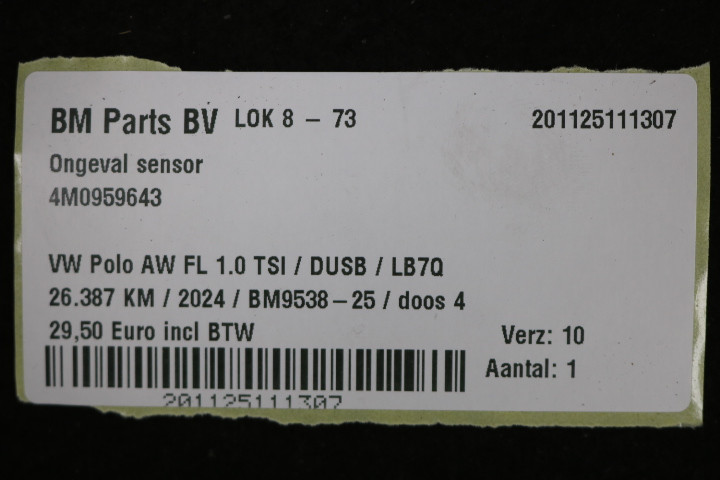 BM Parts BV LOK 8 - 73 201125111307
Ongeval sensor
4M0959643
VW Polo AW FL 1.0 TSI / DUSB / LB7Q
26.387 KM / 2024 / BM9538-25 / doos 4
29,50 Euro incl BTW Verz: 10
Aantal: 1
201125111307